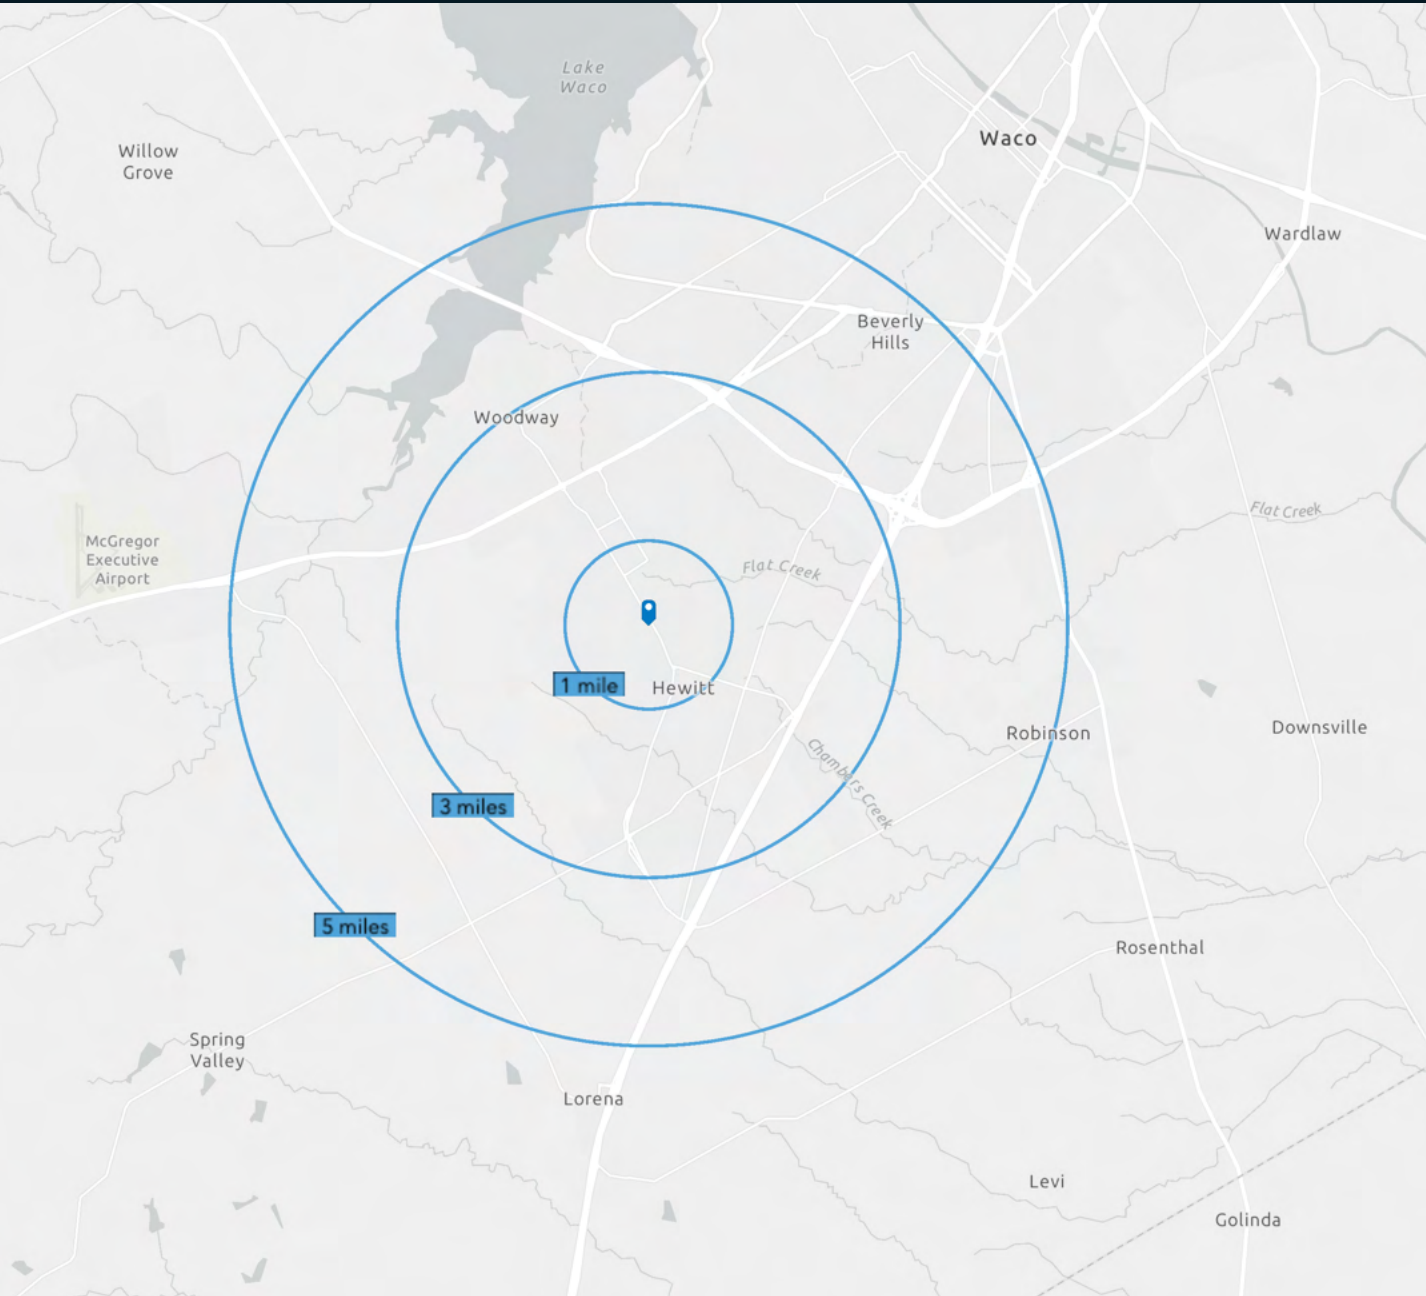 Lake
Waco
Waco
Willow
Grove
Wardlaw
Beverly
Hills
Woodway
Flat Creek
McGregor
Executive
Airport
Flat Creek
1 mile
Hewitt
Robinson
Downsville
Chambers Creek
3 miles
5 miles
Rosenthal
Spring
Valley
Lorena
Levi
Golinda